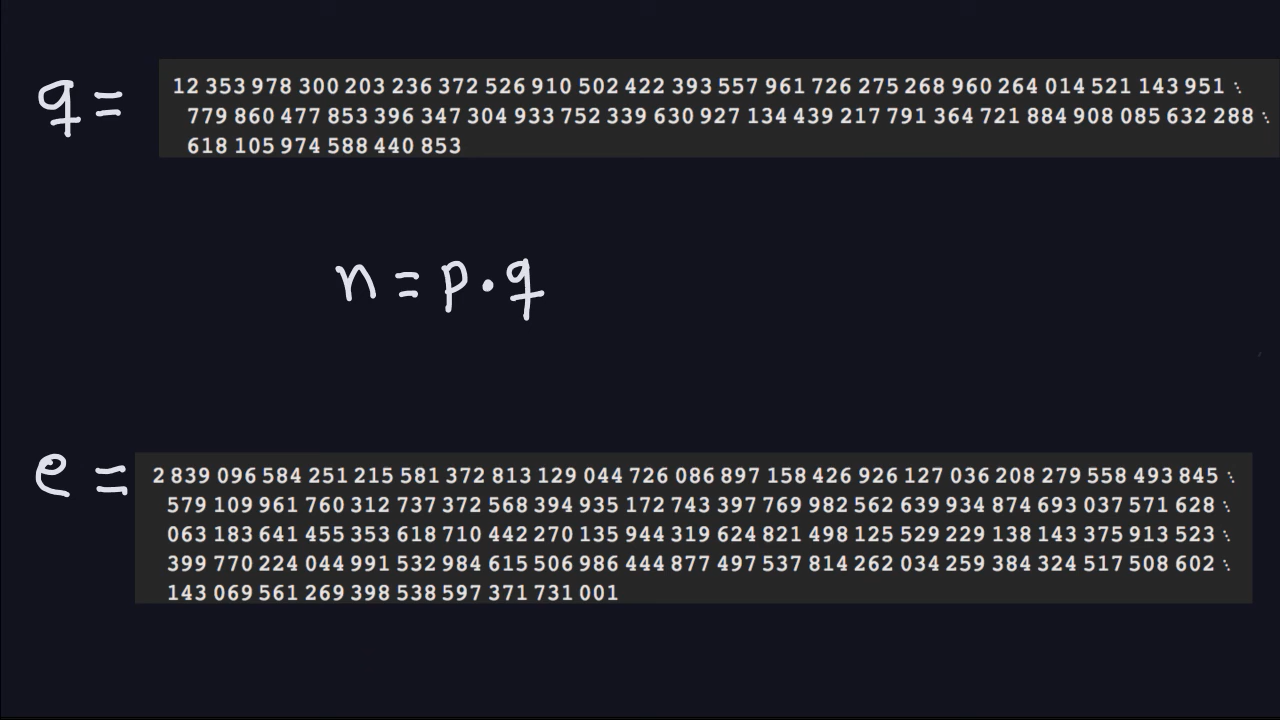 q = 12 353 978 300 203 236 372 526 910 502 422 393 557 961 726 275 268 960 264 014 521 143 951 ⋱
779 860 477 853 396 347 304 933 752 339 630 927 134 439 217 791 364 721 884 908 085 632 288 ⋱
618 105 974 588 440 853
n = p · q
e = 2 839 096 584 251 215 581 372 813 129 044 726 086 897 158 426 926 127 036 208 279 558 493 845 ⋱
579 109 961 760 312 737 372 568 394 935 172 743 397 769 982 562 639 934 874 693 037 571 628 ⋱
063 183 641 455 353 618 710 442 270 135 944 319 624 821 498 125 529 229 138 143 375 913 523 ⋱
399 770 224 044 991 532 984 615 506 986 444 877 497 537 814 262 034 259 384 324 517 508 602 ⋱
143 069 561 269 398 538 597 371 731 001